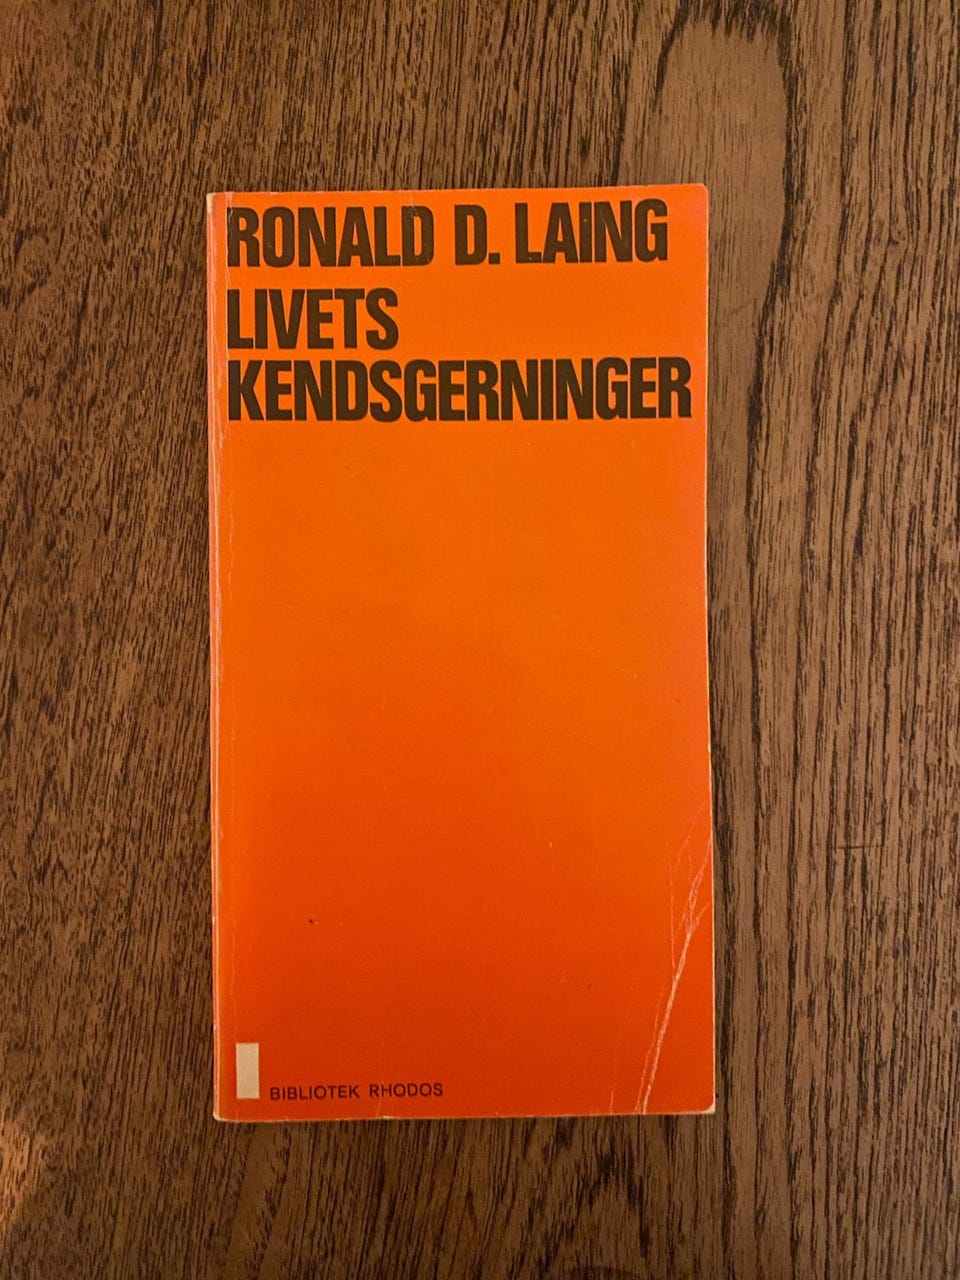 RONALD D. LAING
LIVETS
KENDSGERNINGER
BIBLIOTEK RHODOS